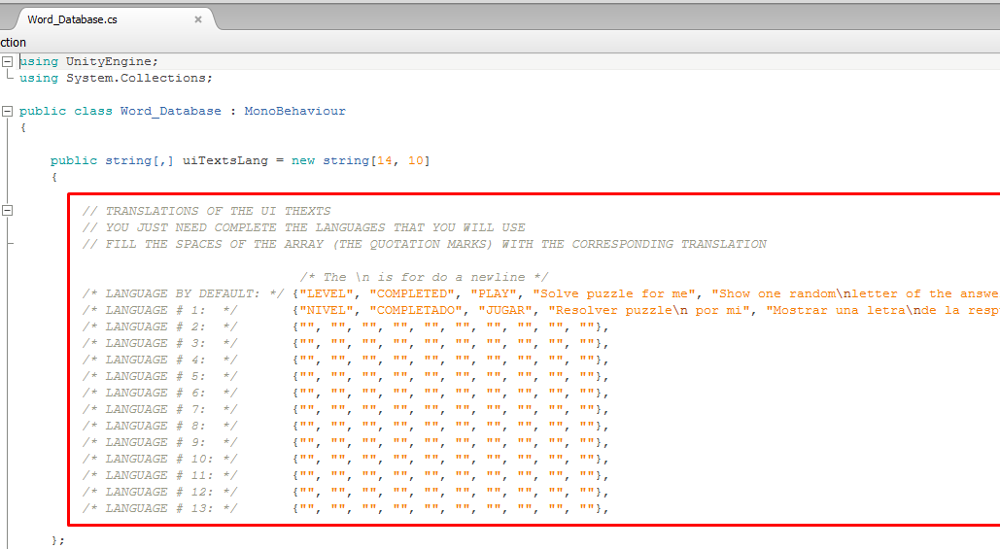 Word_Database.cs ×
ction
using UnityEngine;
using System.Collections;
public class Word_Database : MonoBehaviour
{
public string[,] uiTextsLang = new string[14, 10]
{
// TRANSLATIONS OF THE UI THEXTS
// YOU JUST NEED COMPLETE THE LANGUAGES THAT YOU WILL USE
// FILL THE SPACES OF THE ARRAY (THE QUOTATION MARKS) WITH THE CORRESPONDING TRANSLATION
/* The \n is for do a newline */
/* LANGUAGE BY DEFAULT: */ {"LEVEL", "COMPLETED", "PLAY", "Solve puzzle for me", "Show one random\nletter of the answe
/* LANGUAGE # 1: */ {"NIVEL", "COMPLETADO", "JUGAR", "Resolver puzzle\n por mi", "Mostrar una letra\nde la resp
/* LANGUAGE # 2: */ {"", "", "", "", "", "", "", "", "", ""},
/* LANGUAGE # 3: */ {"", "", "", "", "", "", "", "", "", ""},
/* LANGUAGE # 4: */ {"", "", "", "", "", "", "", "", "", ""},
/* LANGUAGE # 5: */ {"", "", "", "", "", "", "", "", "", ""},
/* LANGUAGE # 6: */ {"", "", "", "", "", "", "", "", "", ""},
/* LANGUAGE # 7: */ {"", "", "", "", "", "", "", "", "", ""},
/* LANGUAGE # 8: */ {"", "", "", "", "", "", "", "", "", ""},
/* LANGUAGE # 9: */ {"", "", "", "", "", "", "", "", "", ""},
/* LANGUAGE # 10: */ {"", "", "", "", "", "", "", "", "", ""},
/* LANGUAGE # 11: */ {"", "", "", "", "", "", "", "", "", ""},
/* LANGUAGE # 12: */ {"", "", "", "", "", "", "", "", "", ""},
/* LANGUAGE # 13: */ {"", "", "", "", "", "", "", "", "", ""},
};